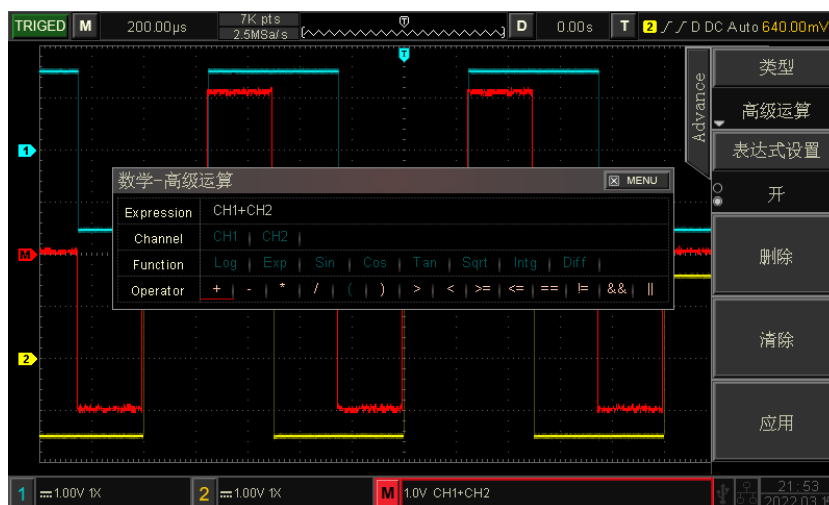 TRIGED M 200.00μs 7K pts D 0.00s T 2 D DC Auto 640.00mV
2.5MSa/s
T
T
类型
Advance
高级运算
表达式设置
开
删除
清除
应用
1
M
2
数学-高级运算 MENU
Expression CH1+CH2
Channel CH1 | CH2 |
Function Log | Exp | Sin | Cos | Tan | Sqrt | Intg | Diff |
Operator + | - | * | / | ( | ) | > | < | >= | <= | == | != | && | ||
1 1.00V 1X 2 1.00V 1X M 1.0V CH1+CH2
21:53